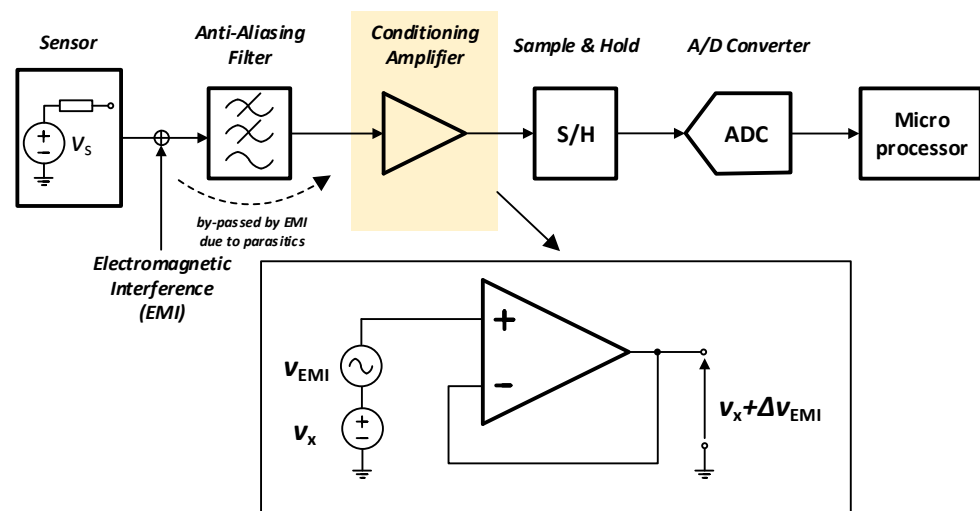 Sensor
Anti-Aliasing
Filter
Conditioning
Amplifier
Sample & Hold
A/D Converter
+
−
Vs
S/H
ADC
Micro
processor
by-passed by EMI
due to parasitics
Electromagnetic
Interference
(EMI)
+
−
vEMI
+
−
vx
vx+ΔvEMI